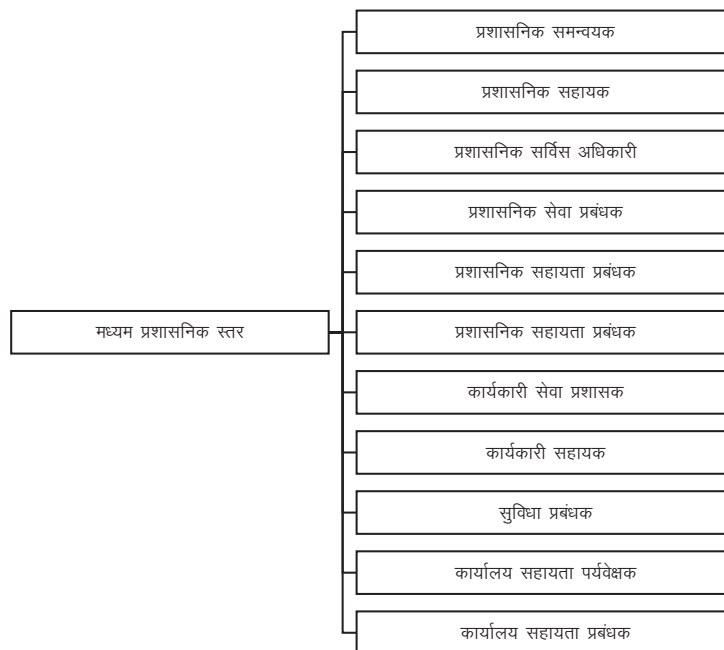 मध्यम प्रशासनिक स्तर
प्रशासनिक समन्वयक
प्रशासनिक सहायक
प्रशासनिक सर्विस अधिकारी
प्रशासनिक सेवा प्रबंधक
प्रशासनिक सहायता प्रबंधक
प्रशासनिक सहायता प्रबंधक
कार्यकारी सेवा प्रशासक
कार्यकारी सहायक
सुविधा प्रबंधक
कार्यालय सहायता पर्यवेक्षक
कार्यालय सहायता प्रबंधक